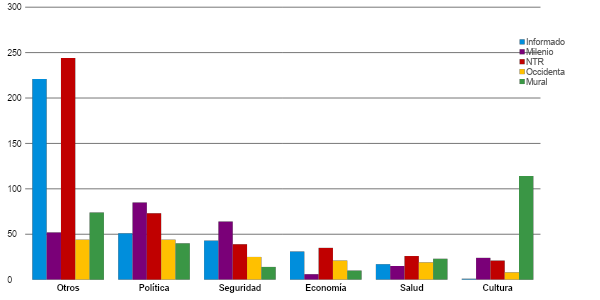 300
250
200
150
100
50
0
Informado
Milenio
NTR
Occidenta
Mural
Otros Política Seguridad Economía Salud Cultura